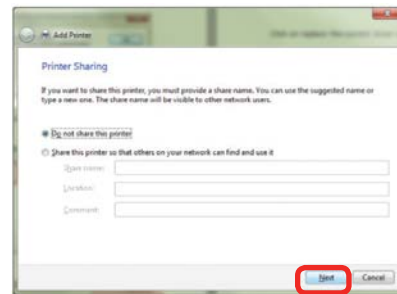 Add Printer
Printer Sharing
If you want to share this printer, you must provide a share name. You can use the suggested name or
type a new one. The share name will be visible to other network users.
Do not share this printer
Share this printer so that others on your network can find and use it
Share name:
Location:
Comment:
Next
Cancel